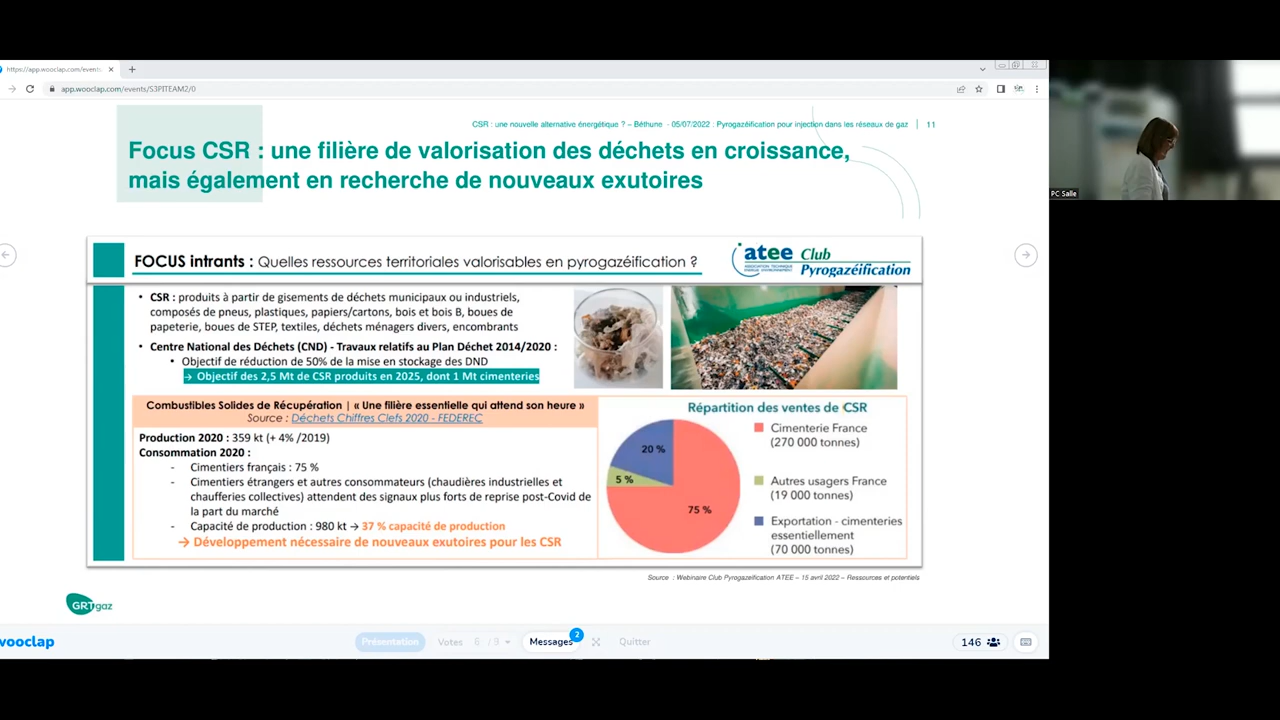 https://app.wooclap.com/event
app.wooclap.com/events/S3PITEAM2/0
CSR : une nouvelle alternative énergétique ? – Béthune - 05/07/2022 : Pyrogazéification pour injection dans les réseaux de gaz | 11
Focus CSR : une filière de valorisation des déchets en croissance,
mais également en recherche de nouveaux exutoires
PC Salle
FOCUS intrants : Quelles ressources territoriales valorisables en pyrogazéification ?
atee Club
Pyrogazéification
• CSR : produits à partir de gisements de déchets municipaux ou industriels,
composés de pneus, plastiques, papiers/cartons, bois et bois B, boues de
papeterie, boues de STEP, textiles, déchets ménagers divers, encombrants
• Centre National des Déchets (CND) - Travaux relatifs au Plan Déchet 2014/2020 :
• Objectif de réduction de 50% de la mise en stockage des DND
→ Objectif des 2,5 Mt de CSR produits en 2025, dont 1 Mt cimenteries
Combustibles Solides de Récupération | « Une filière essentielle qui attend son heure »
Source : Déchets Chiffres Clefs 2020 - FEDEREC
Production 2020 : 359 kt (+ 4% /2019)
Consommation 2020 :
- Cimentiers français : 75 %
- Cimentiers étrangers et autres consommateurs (chaudières industrielles et
chaufferies collectives) attendent des signaux plus forts de reprise post-Covid de
la part du marché
- Capacité de production : 980 kt → 37 % capacité de production
→ Développement nécessaire de nouveaux exutoires pour les CSR
Répartition des ventes de CSR
20 %
5 %
75 %
Cimenterie France
(270 000 tonnes)
Autres usagers France
(19 000 tonnes)
Exportation - cimenteries
essentiellement
(70 000 tonnes)
Source : Webinaire Club Pyrogazeification ATEE – 15 avril 2022 – Ressources et potentiels
GRTgaz
wooclap
Présentation
Votes 6 / 9
Messages 2
Quitter
146